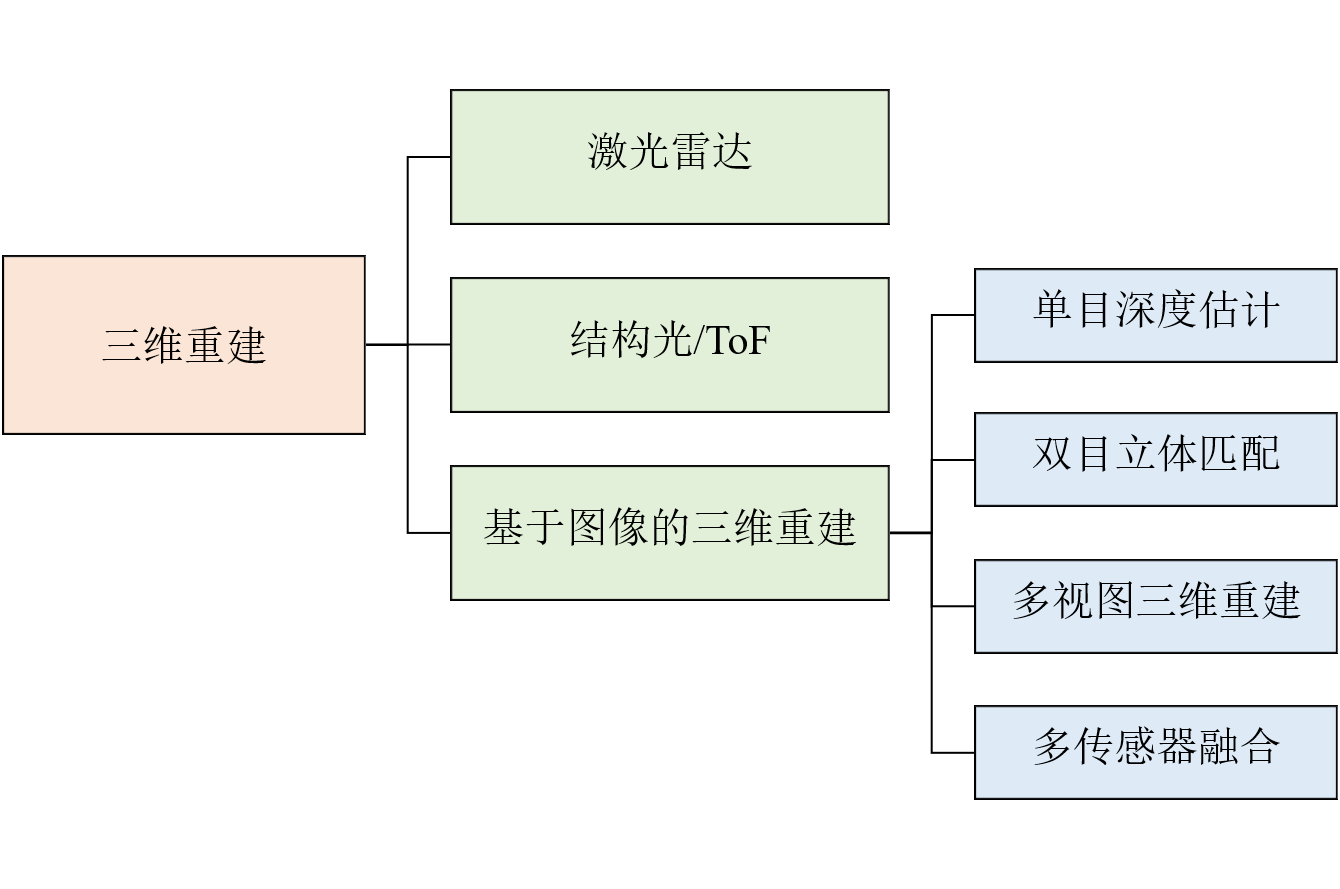 三维重建
激光雷达
结构光/ToF
基于图像的三维重建
单目深度估计
双目立体匹配
多视图三维重建
多传感器融合